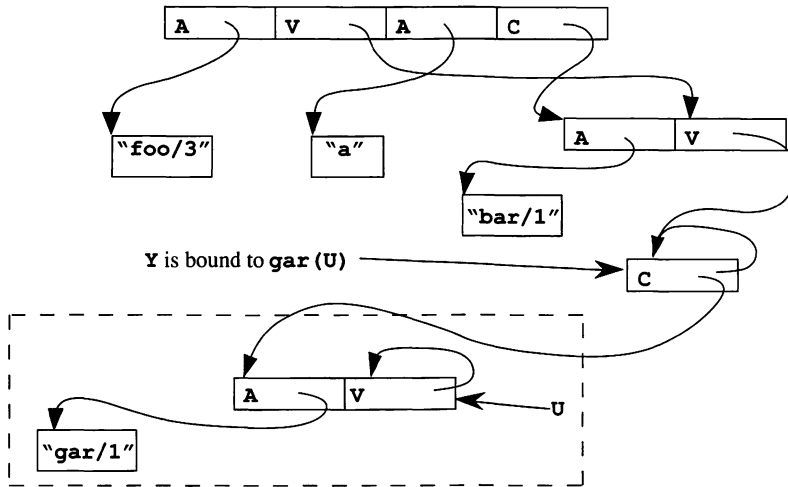 A V A C
"foo/3" "a" A V
"bar/1"
Y is bound to gar(U)
C
A V
U
"gar/1"